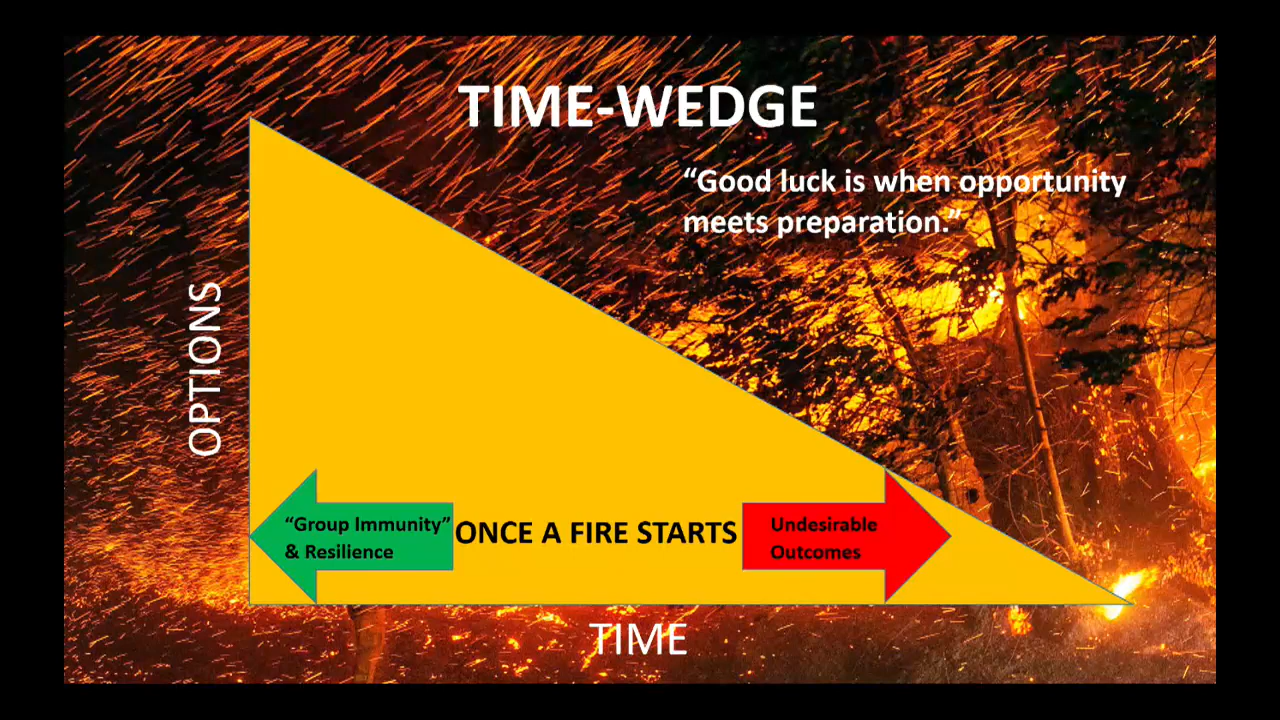 TIME-WEDGE
“Good luck is when opportunity
meets preparation.”
OPTIONS
“Group Immunity”
& Resilience
ONCE A FIRE STARTS
Undesirable
Outcomes
TIME